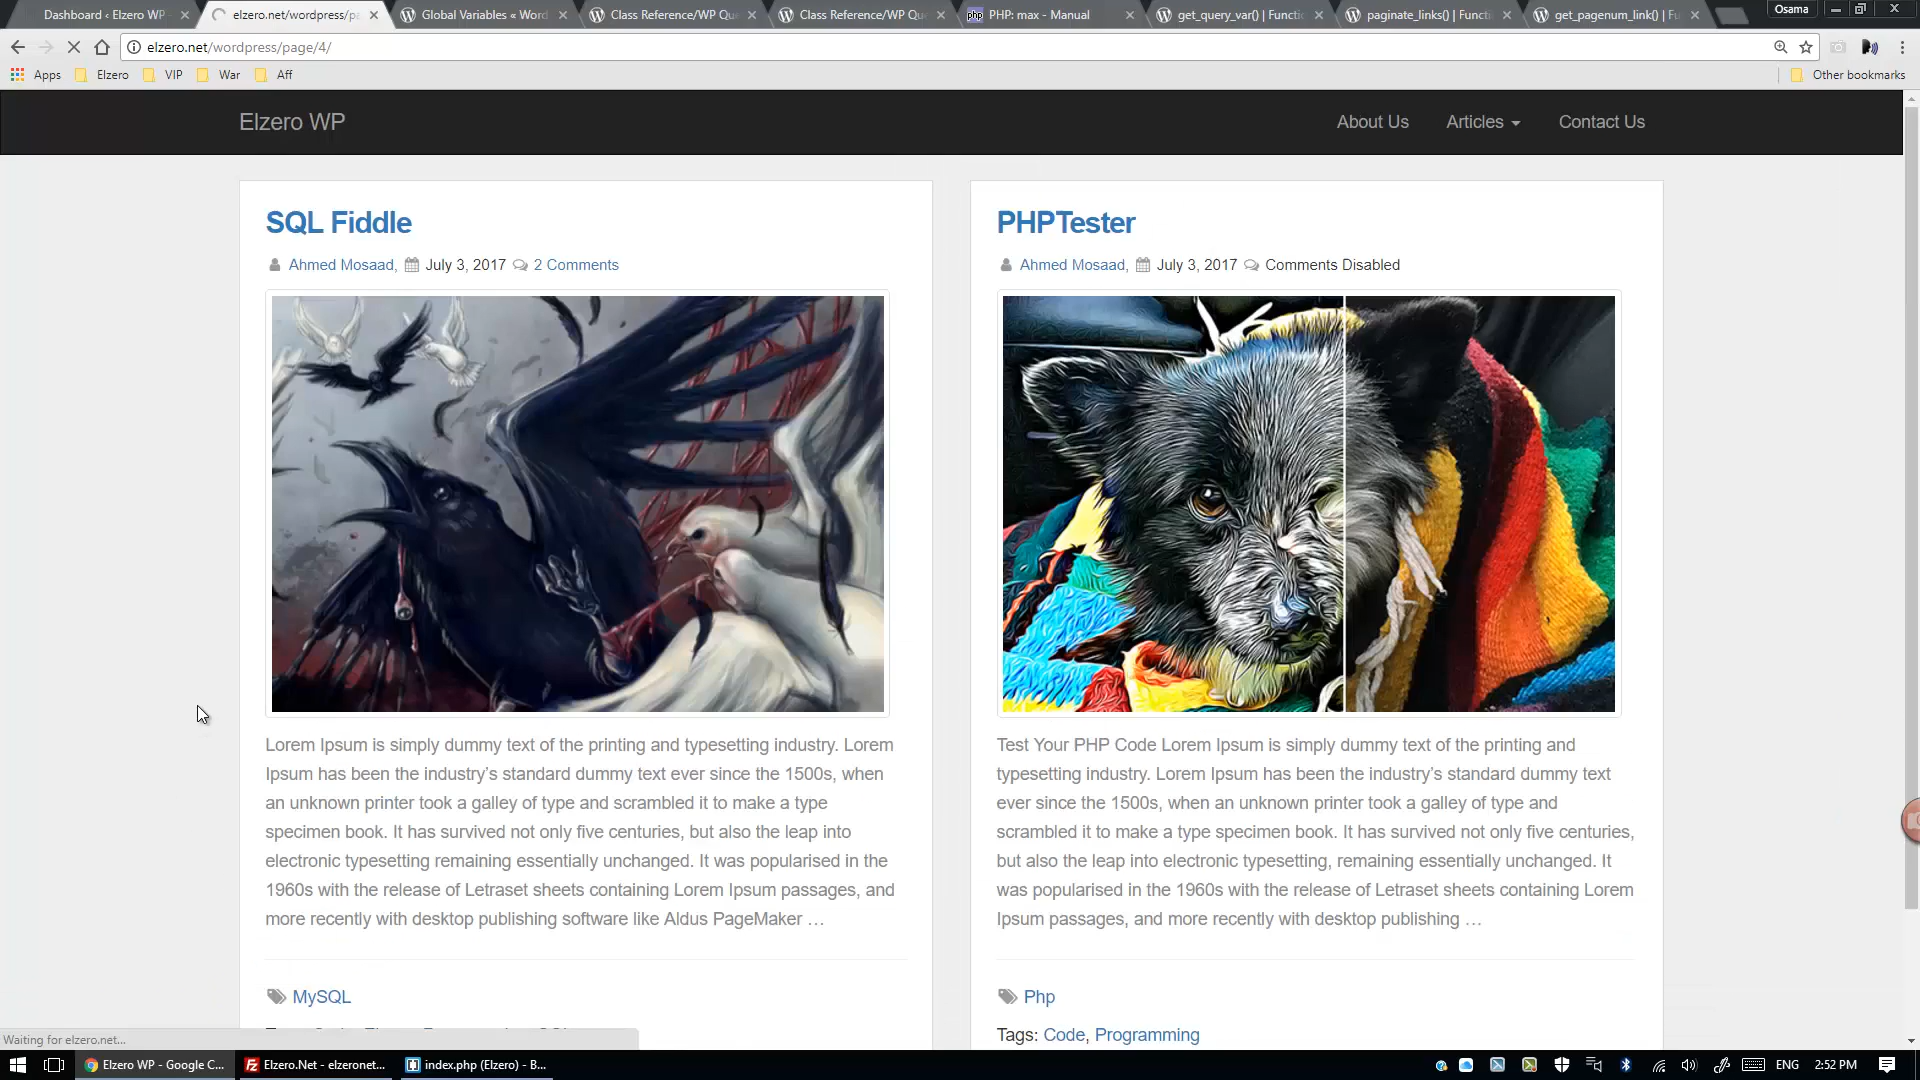 Dashboard ‹ Elzero WP
elzero.net/wordpress/pa
Global Variables « Word
Class Reference/WP Qu
Class Reference/WP Qu
php PHP: max - Manual
get_query_var() | Functi
paginate_links() | Functi
get_pagenum_link() | Fu
Osama
elzero.net/wordpress/page/4/
Apps Elzero VIP War Aff Other bookmarks
Elzero WP About Us Articles Contact Us
SQL Fiddle
Ahmed Mosaad, July 3, 2017 2 Comments
Lorem Ipsum is simply dummy text of the printing and typesetting industry. Lorem
Ipsum has been the industry’s standard dummy text ever since the 1500s, when
an unknown printer took a galley of type and scrambled it to make a type
specimen book. It has survived not only five centuries, but also the leap into
electronic typesetting remaining essentially unchanged. It was popularised in the
1960s with the release of Letraset sheets containing Lorem Ipsum passages, and
more recently with desktop publishing software like Aldus PageMaker …
MySQL
PHPTester
Ahmed Mosaad, July 3, 2017 Comments Disabled
Test Your PHP Code Lorem Ipsum is simply dummy text of the printing and
typesetting industry. Lorem Ipsum has been the industry’s standard dummy text
ever since the 1500s, when an unknown printer took a galley of type and
scrambled it to make a type specimen book. It has survived not only five centuries,
but also the leap into electronic typesetting, remaining essentially unchanged. It
was popularised in the 1960s with the release of Letraset sheets containing Lorem
Ipsum passages, and more recently with desktop publishing …
Php
Tags: Code, Programming
Waiting for elzero.net...
Elzero WP - Google C...
Elzero.Net - elzeronet...
index.php (Elzero) - B...
ENG 2:52 PM